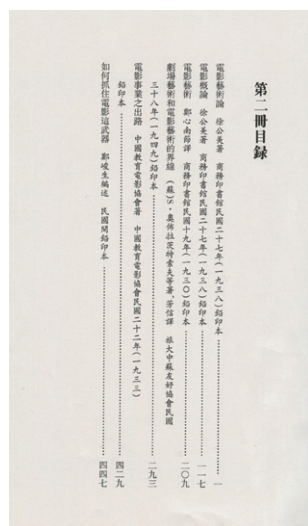 第二冊目録
電影藝術論　徐公美著　商務印書館民國二十七年(一九三八)鉛印本……一
電影概論　徐公美著　商務印書館民國二十七年(一九三八)鉛印本……一一七
電影藝術　鄭心南節譯　商務印書館民國十九年(一九三〇)鉛印本……二〇九
劇場藝術和電影藝術的界綫　(蘇)S·奧佈拉茨特索夫等著,芳信譯　旅大中蘇友好協會民國
三十八年(一九四九)鉛印本……二九三
電影事業之出路　中國教育電影協會著　中國教育電影協會民國二十二年(一九三三)
鉛印本……四二九
如何抓住電影這武器　鄭峻生編述　民國間鉛印本……四四七